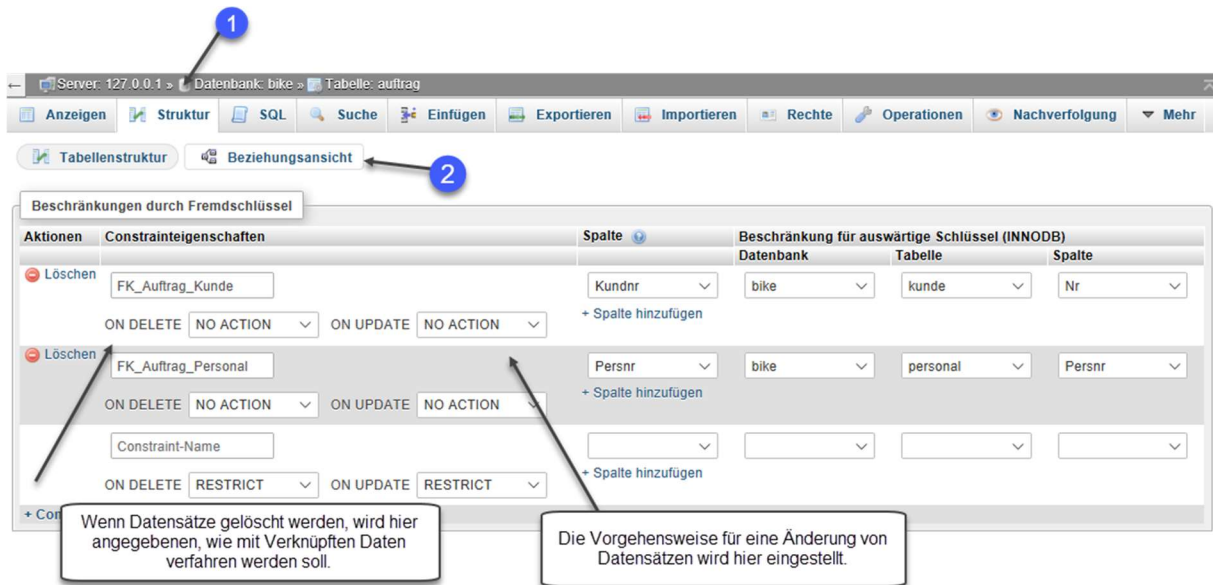 1
← Server: 127.0.0.1 » Datenbank: bike » Tabelle: auftrag
Anzeigen Struktur SQL Suche Einfügen Exportieren Importieren Rechte Operationen Nachverfolgung Mehr
Tabellenstruktur Beziehungsansicht
2
Beschränkungen durch Fremdschlüssel
Aktionen Constrainteigenschaften Spalte Beschränkung für auswärtige Schlüssel (INNODB)
Datenbank Tabelle Spalte
Löschen FK_Auftrag_Kunde Kundnr bike kunde Nr
+ Spalte hinzufügen
ON DELETE NO ACTION ON UPDATE NO ACTION
Löschen FK_Auftrag_Personal Persnr bike personal Persnr
+ Spalte hinzufügen
ON DELETE NO ACTION ON UPDATE NO ACTION
Constraint-Name
+ Spalte hinzufügen
ON DELETE RESTRICT ON UPDATE RESTRICT
Wenn Datensätze gelöscht werden, wird hier
angegebenen, wie mit Verknüpften Daten
verfahren werden soll.
Die Vorgehensweise für eine Änderung von
Datensätzen wird hier eingestellt.